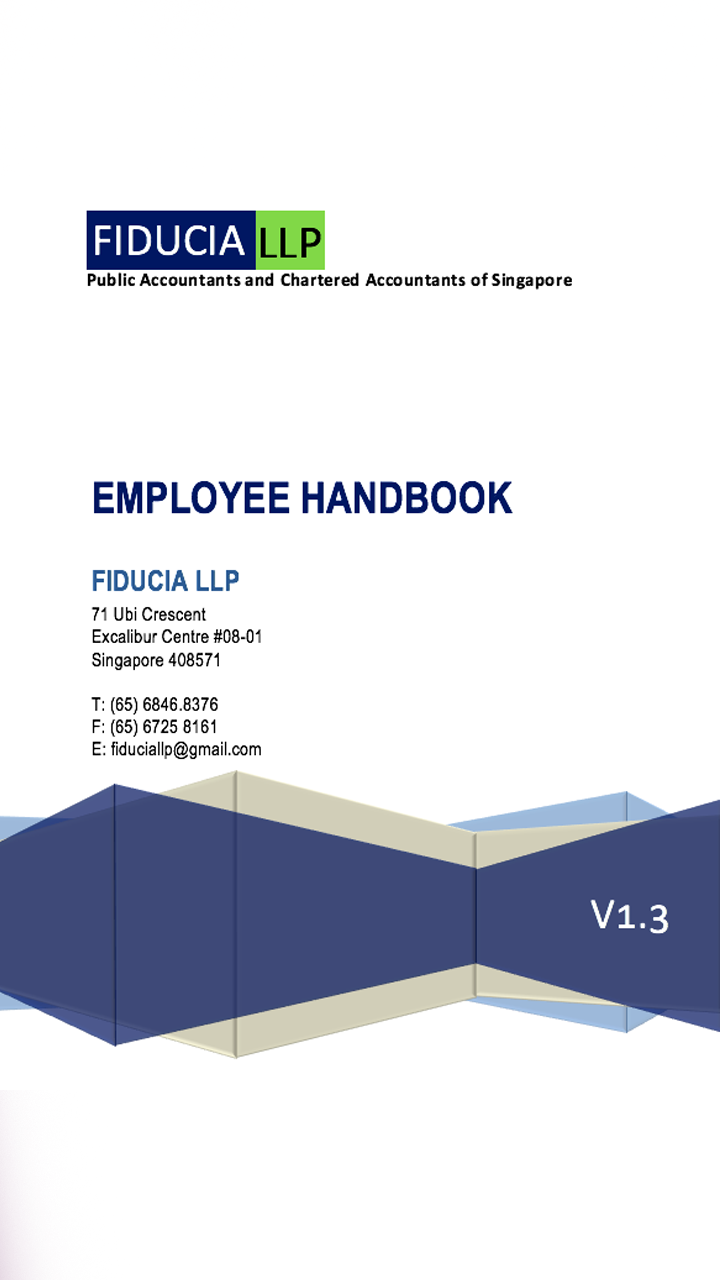 FIDUCIA LLP
Public Accountants and Chartered Accountants of Singapore
EMPLOYEE HANDBOOK
FIDUCIA LLP
71 Ubi Crescent
Excalibur Centre #08-01
Singapore 408571
T: (65) 6846.8376
F: (65) 6725 8161
E: fiduciallp@gmail.com
V1.3